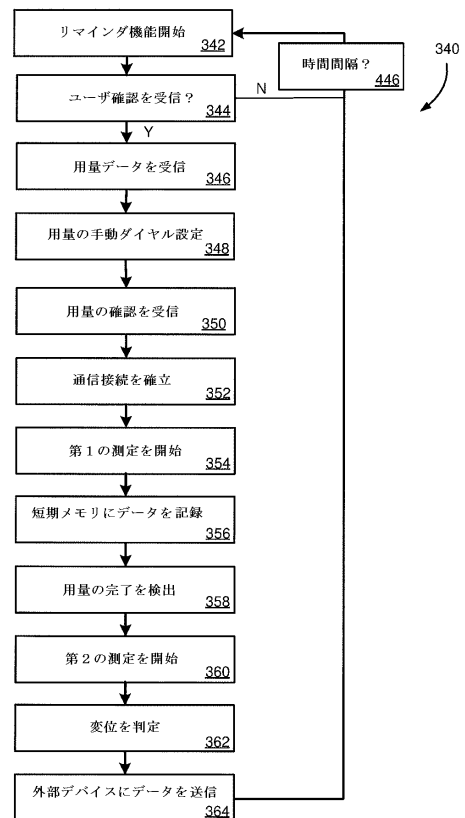 リマインダ機能開始
342
時間間隔？
446
340
ユーザ確認を受信？
344
N
Y
用量データを受信
346
用量の手動ダイヤル設定
348
用量の確認を受信
350
通信接続を確立
352
第１の測定を開始
354
短期メモリにデータを記録
356
用量の完了を検出
358
第２の測定を開始
360
変位を判定
362
外部デバイスにデータを送信
364